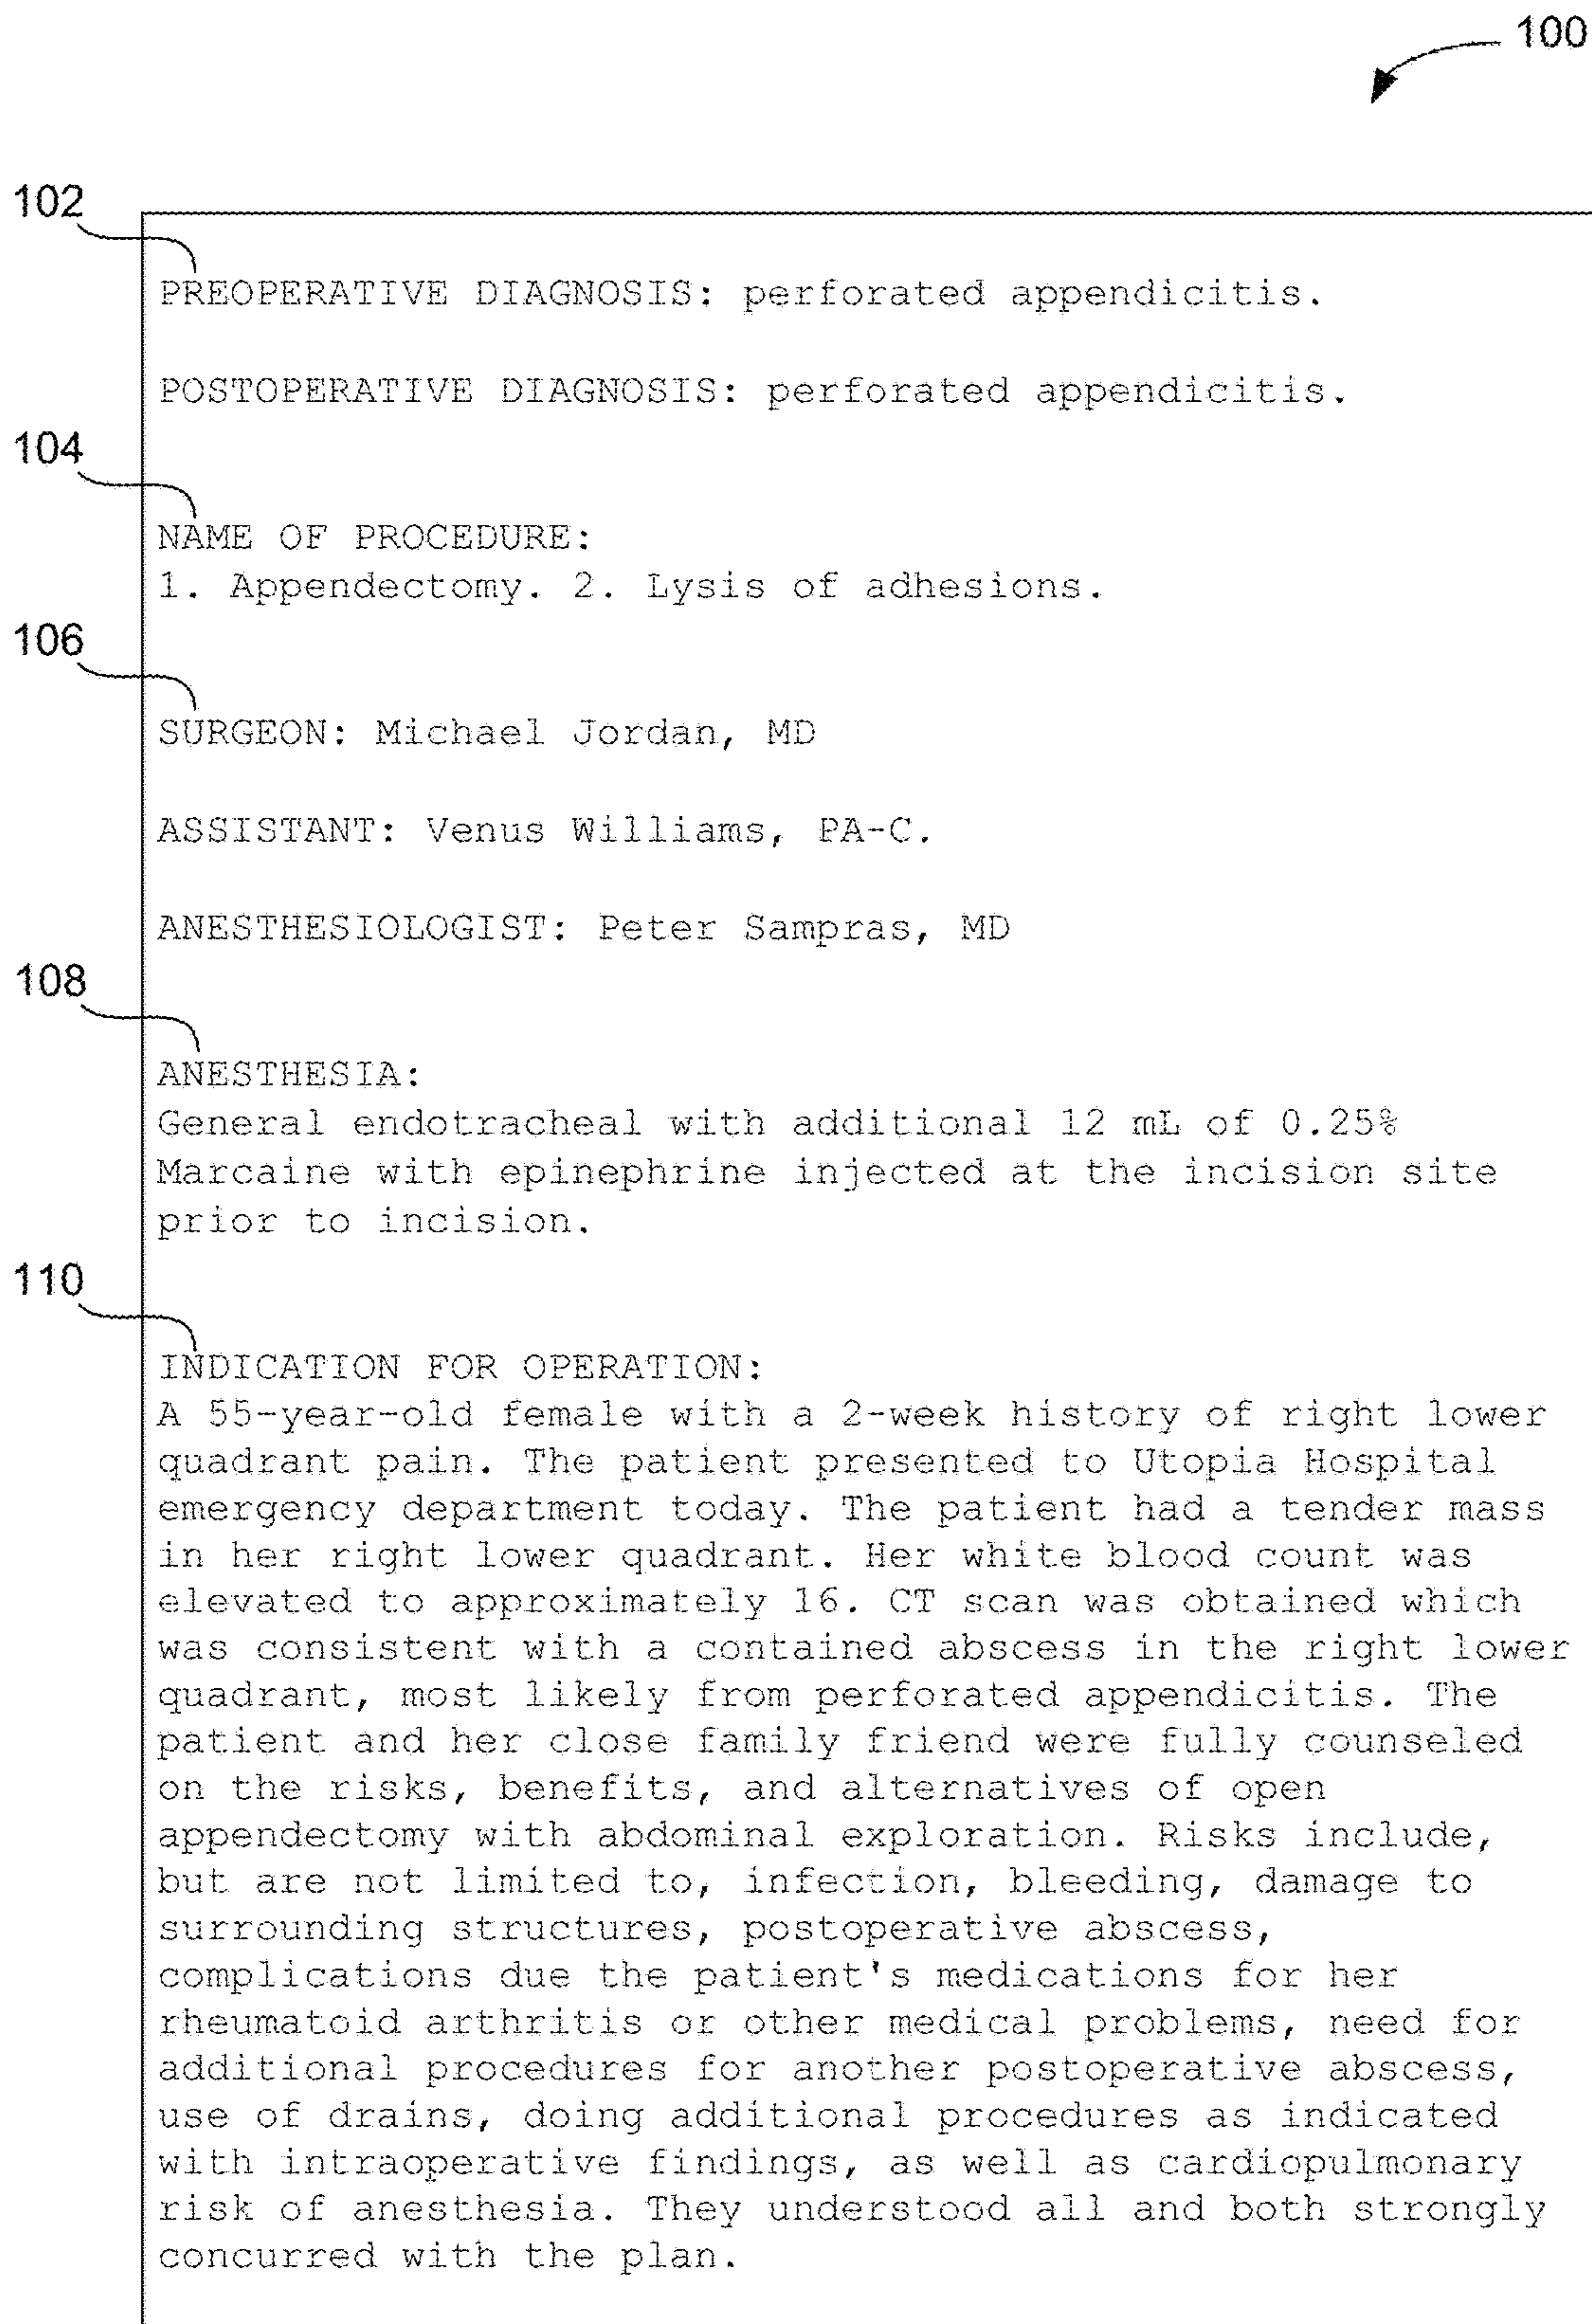 100
102
PREOPERATIVE DIAGNOSIS: perforated appendicitis.
POSTOPERATIVE DIAGNOSIS: perforated appendicitis.
104
NAME OF PROCEDURE:
1. Appendectomy. 2. Lysis of adhesions.
106
SURGEON: Michael Jordan, MD
ASSISTANT: Venus Williams, PA-C.
ANESTHESIOLOGIST: Peter Sampras, MD
108
ANESTHESIA:
General endotracheal with additional 12 mL of 0.25%
Marcaine with epinephrine injected at the incision site
prior to incision.
110
INDICATION FOR OPERATION:
A 55-year-old female with a 2-week history of right lower
quadrant pain. The patient presented to Utopia Hospital
emergency department today. The patient had a tender mass
in her right lower quadrant. Her white blood count was
elevated to approximately 16. CT scan was obtained which
was consistent with a contained abscess in the right lower
quadrant, most likely from perforated appendicitis. The
patient and her close family friend were fully counseled
on the risks, benefits, and alternatives of open
appendectomy with abdominal exploration. Risks include,
but are not limited to, infection, bleeding, damage to
surrounding structures, postoperative abscess,
complications due the patient's medications for her
rheumatoid arthritis or other medical problems, need for
additional procedures for another postoperative abscess,
use of drains, doing additional procedures as indicated
with intraoperative findings, as well as cardiopulmonary
risk of anesthesia. They understood all and both strongly
concurred with the plan.